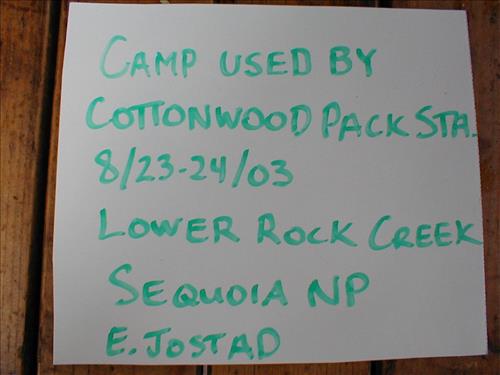 CAMP USED BY
COTTONWOOD PACK STA.
8/23-24/03
LOWER ROCK CREEK
SEQUOIA NP
E. JOSTAD